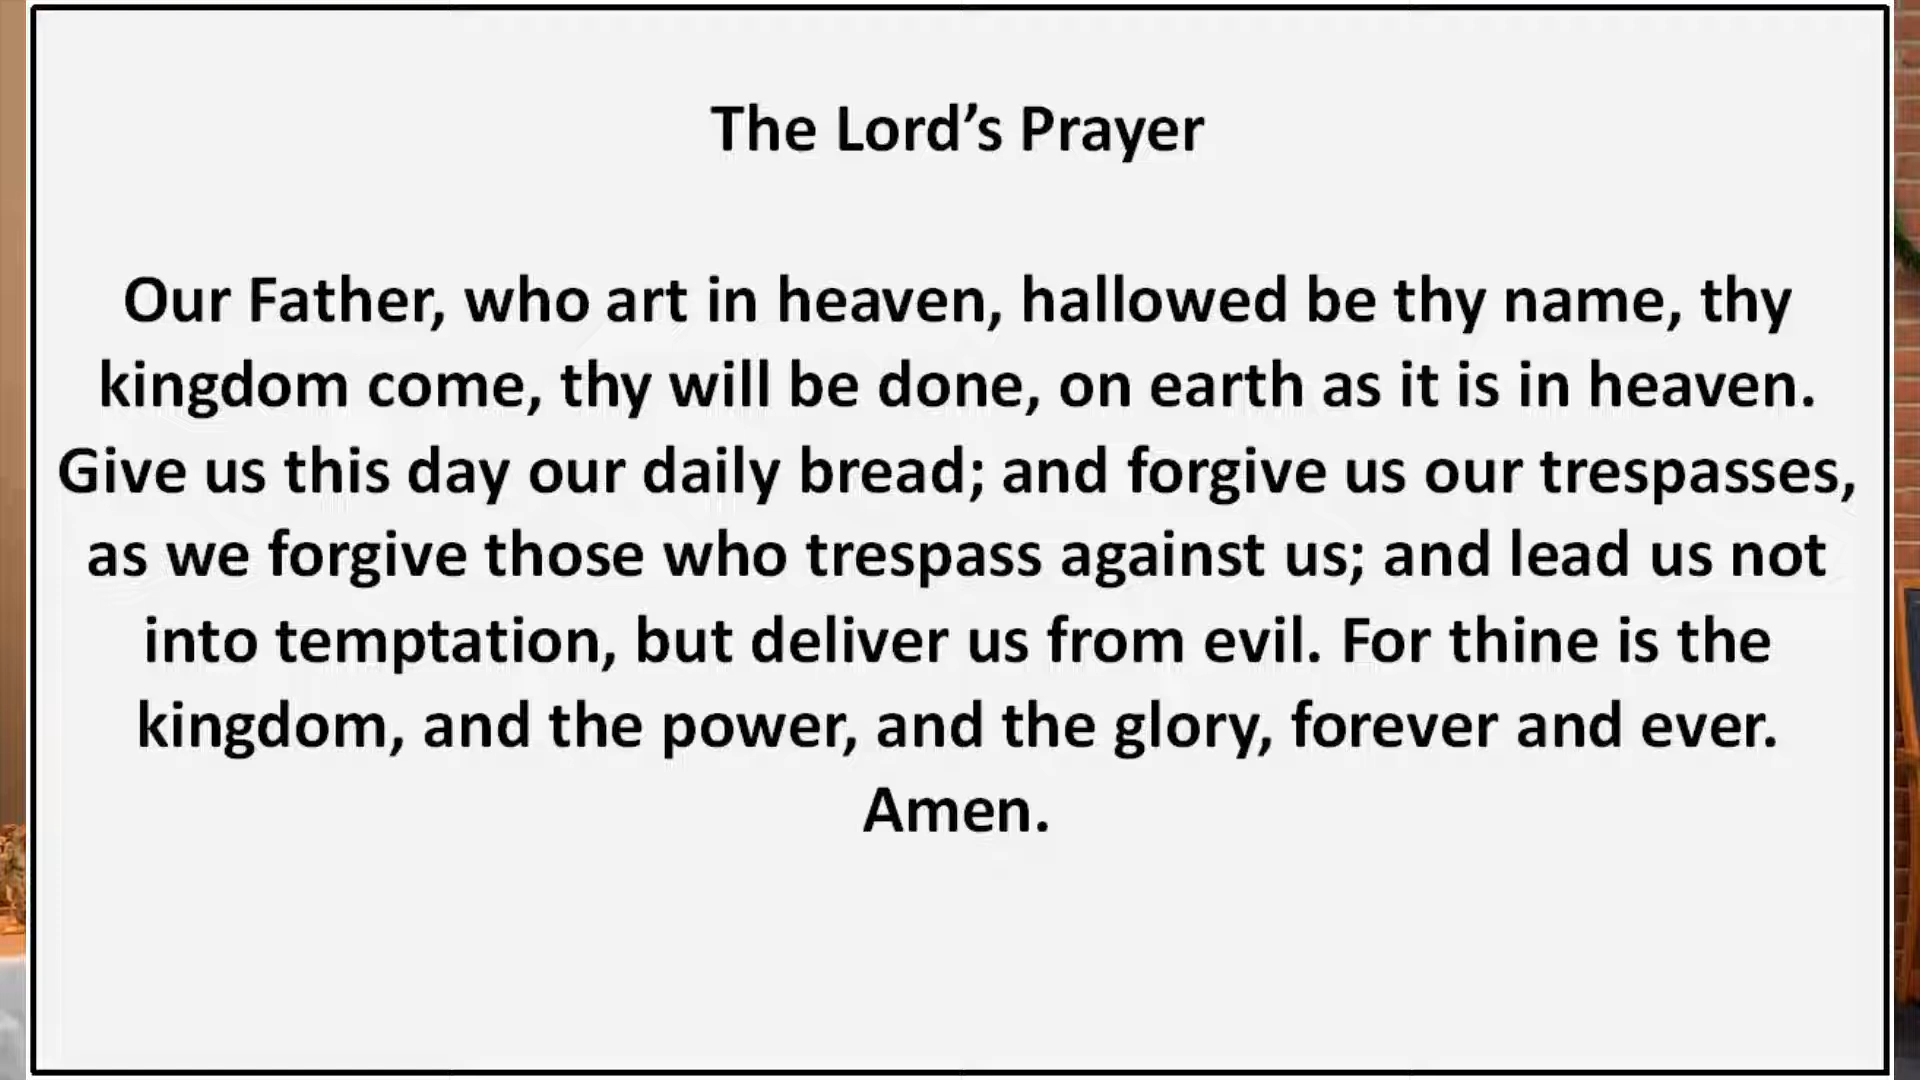 The Lord’s Prayer
Our Father, who art in heaven, hallowed be thy name, thy
kingdom come, thy will be done, on earth as it is in heaven.
Give us this day our daily bread; and forgive us our trespasses,
as we forgive those who trespass against us; and lead us not
into temptation, but deliver us from evil. For thine is the
kingdom, and the power, and the glory, forever and ever.
Amen.